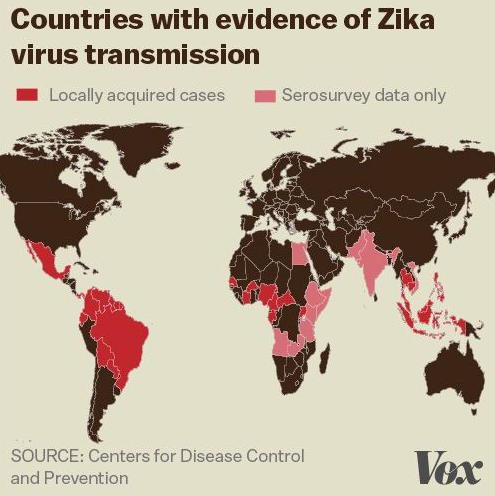 Countries with evidence of Zika
virus transmission
Locally acquired cases
Serosurvey data only
SOURCE: Centers for Disease Control
and Prevention
Vox